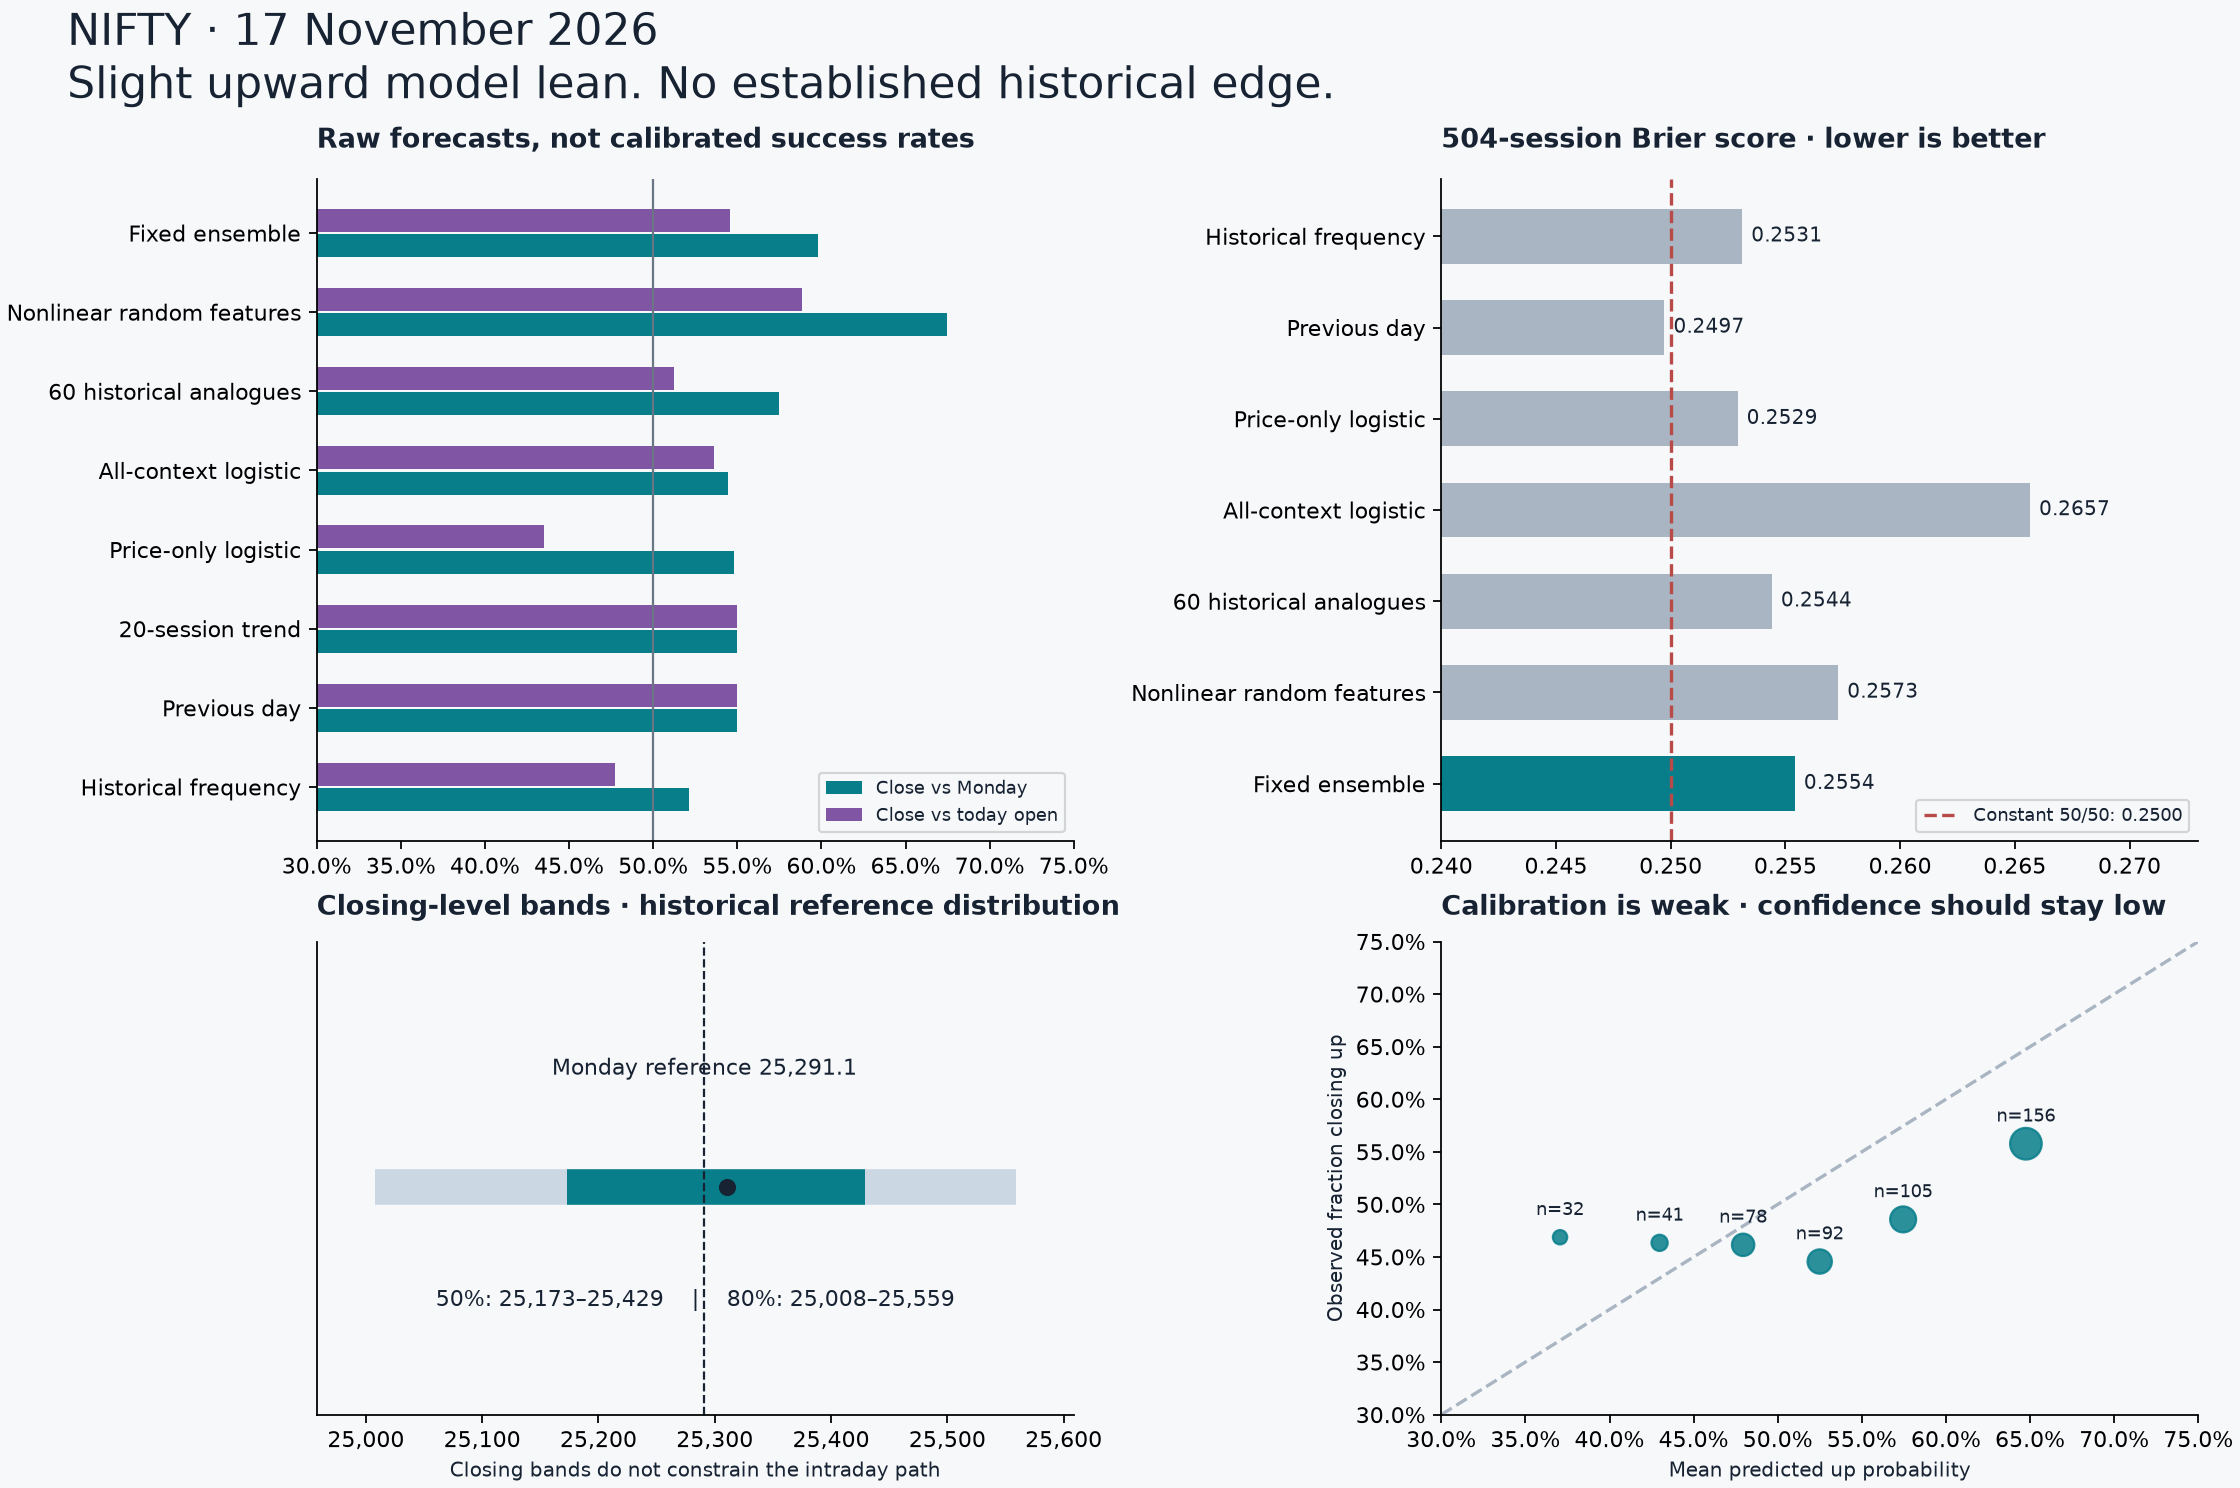 NIFTY · 17 November 2026
Slight upward model lean. No established historical edge.
Raw forecasts, not calibrated success rates
Fixed ensemble
Nonlinear random features
60 historical analogues
All-context logistic
Price-only logistic
20-session trend
Previous day
Historical frequency
Close vs Monday
Close vs today open
30.0% 35.0% 40.0% 45.0% 50.0% 55.0% 60.0% 65.0% 70.0% 75.0%
504-session Brier score · lower is better
Historical frequency 0.2531
Previous day 0.2497
Price-only logistic 0.2529
All-context logistic 0.2657
60 historical analogues 0.2544
Nonlinear random features 0.2573
Fixed ensemble 0.2554
Constant 50/50: 0.2500
0.240 0.245 0.250 0.255 0.260 0.265 0.270
Closing-level bands · historical reference distribution
Monday reference 25,291.1
50%: 25,173–25,429 | 80%: 25,008–25,559
25,000 25,100 25,200 25,300 25,400 25,500 25,600
Closing bands do not constrain the intraday path
Calibration is weak · confidence should stay low
Observed fraction closing up
75.0%
70.0%
65.0%
60.0%
55.0%
50.0%
45.0%
40.0%
35.0%
30.0%
n=32
n=41
n=78
n=92
n=105
n=156
30.0% 35.0% 40.0% 45.0% 50.0% 55.0% 60.0% 65.0% 70.0% 75.0%
Mean predicted up probability